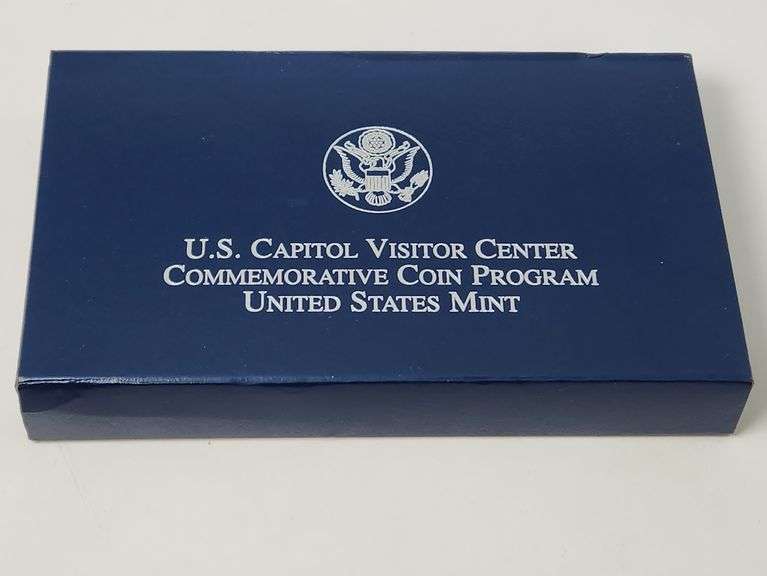 U.S. Capitol Visitor Center
Commemorative Coin Program
United States Mint